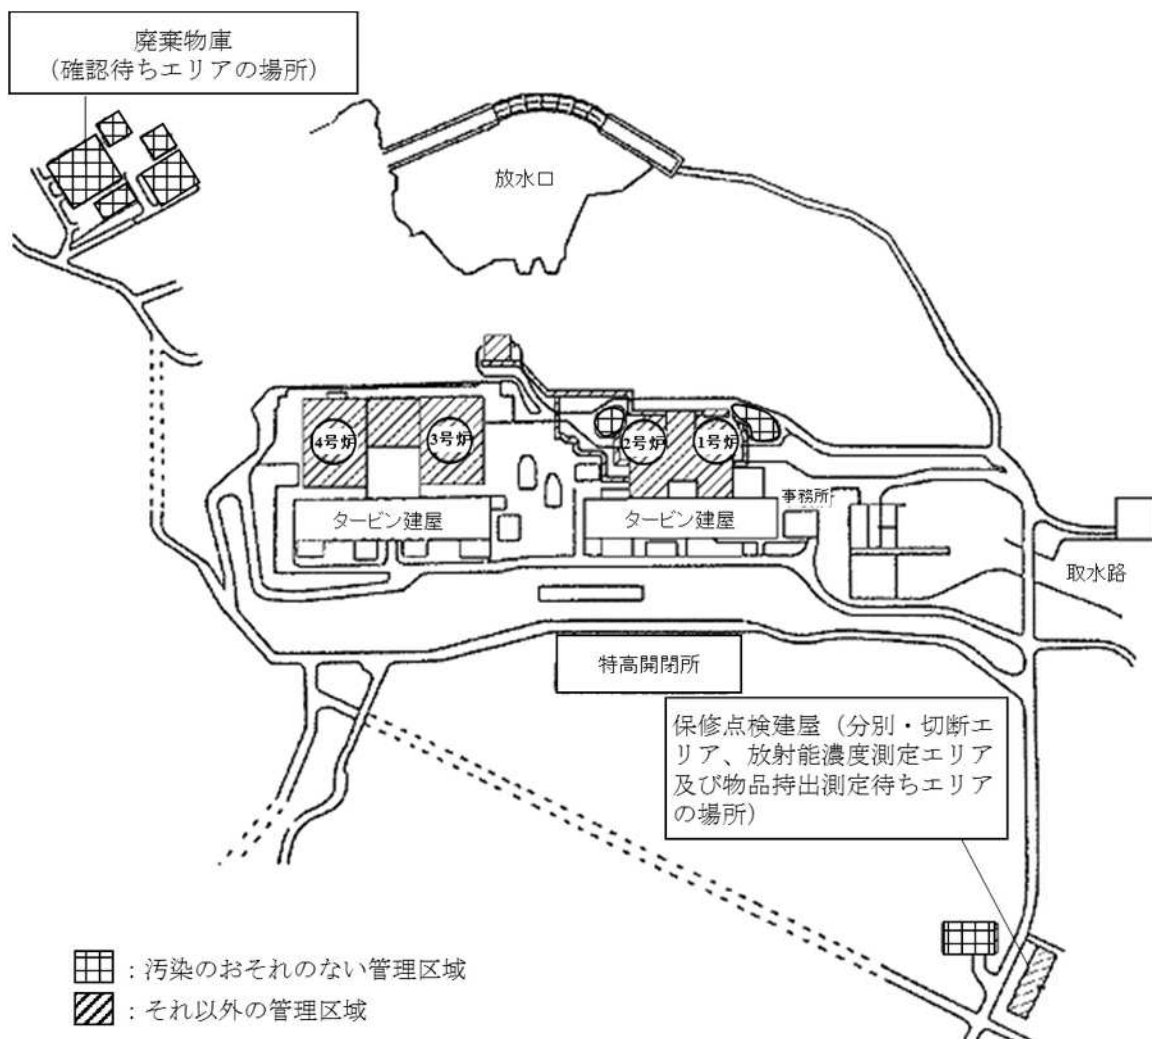 廃棄物庫
(確認待ちエリアの場所)
放水口
4号炉
3号炉
2号炉
1号炉
タービン建屋
タービン建屋
事務所
取水路
特高開閉所
保修点検建屋（分別・切断エ
リア、放射能濃度測定エリア
及び物品持出測定待ちエリア
の場所）
：汚染のおそれのない管理区域
：それ以外の管理区域